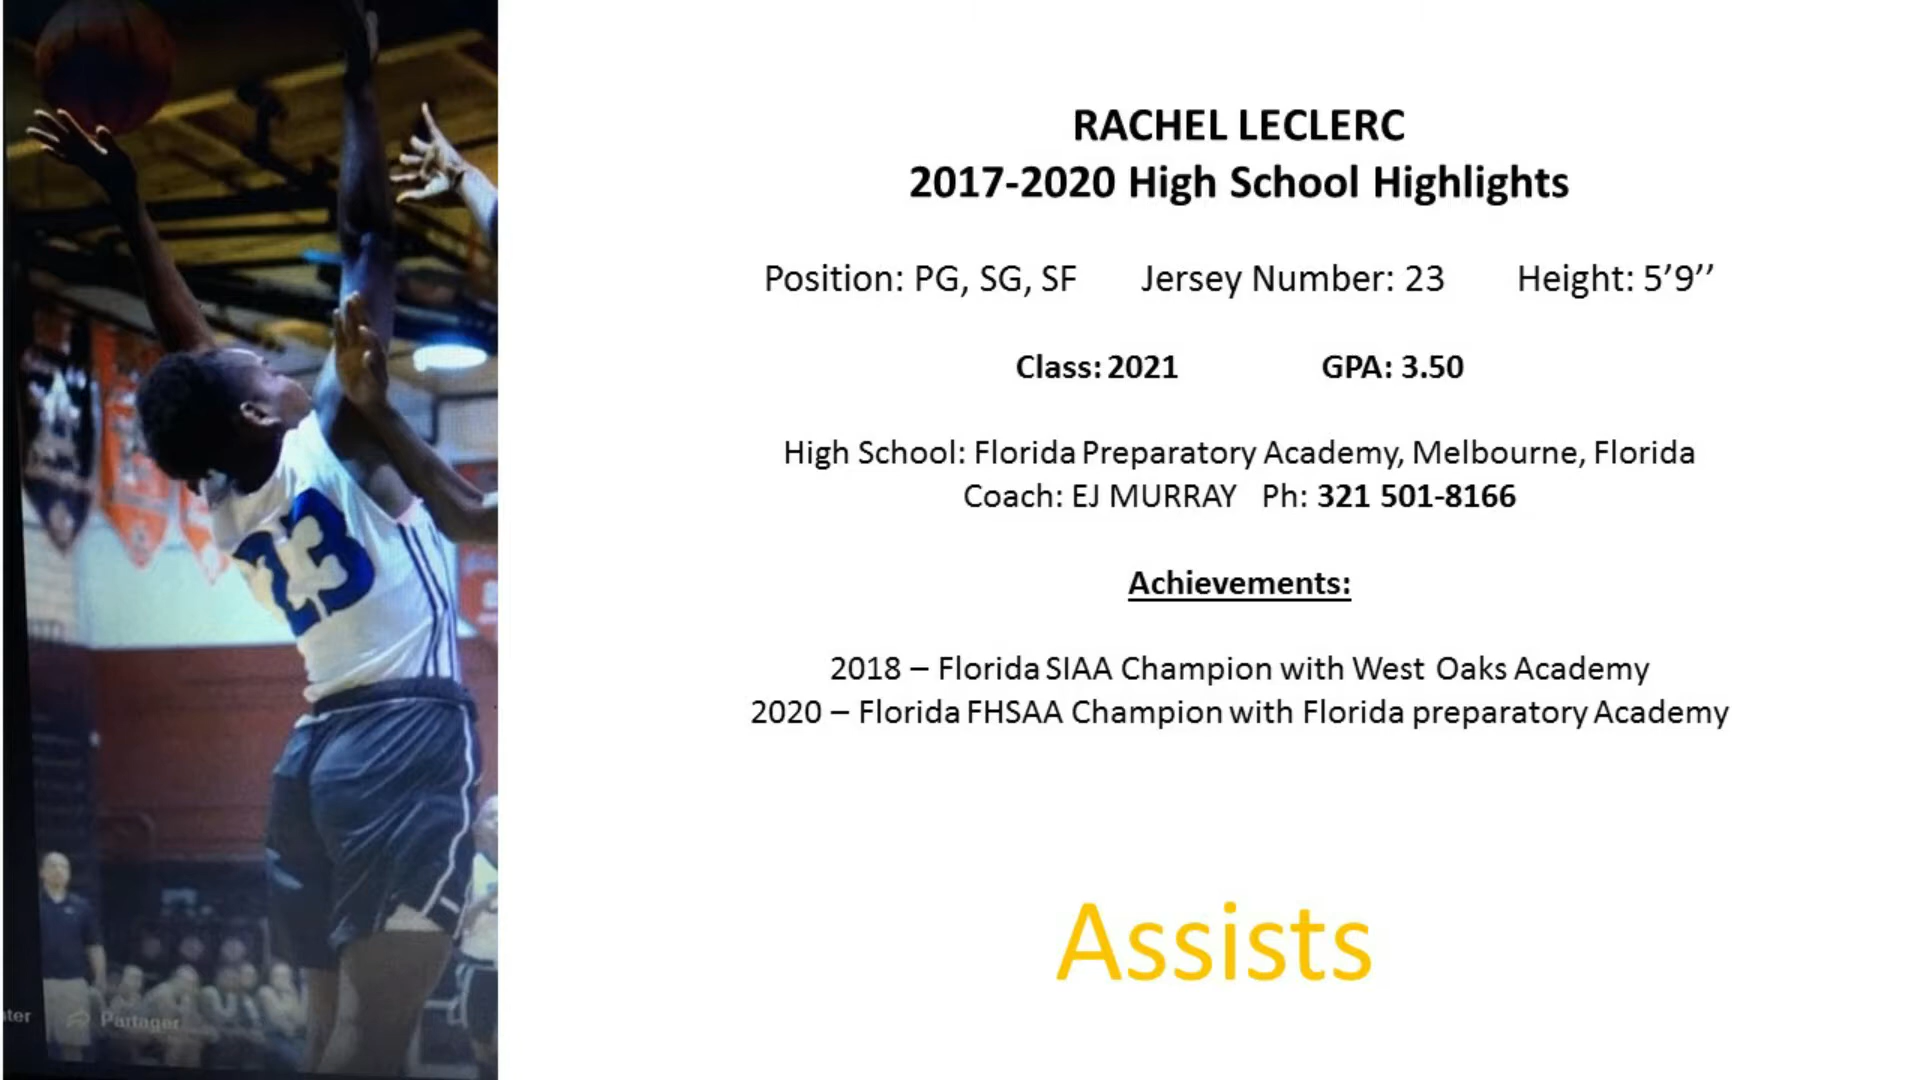 RACHEL LECLERC
2017-2020 High School Highlights
Position: PG, SG, SF Jersey Number: 23 Height: 5’9’’
Class: 2021 GPA: 3.50
High School: Florida Preparatory Academy, Melbourne, Florida
Coach: EJ MURRAY Ph: 321 501-8166
Achievements:
2018 – Florida SIAA Champion with West Oaks Academy
2020 – Florida FHSAA Champion with Florida preparatory Academy
Assists
23
Partager